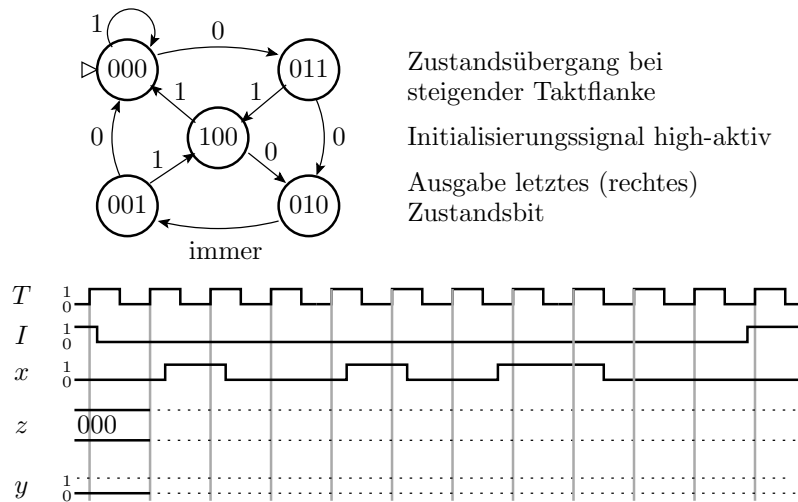 1
0
000
011
Zustandsübergang bei
steigender Taktflanke
1
1
0
100
0
Initialisierungssignal high-aktiv
1
0
001
010
Ausgabe letztes (rechtes)
Zustandsbit
immer
T 1 0
I 1 0
x 1 0
z 000
y 1 0